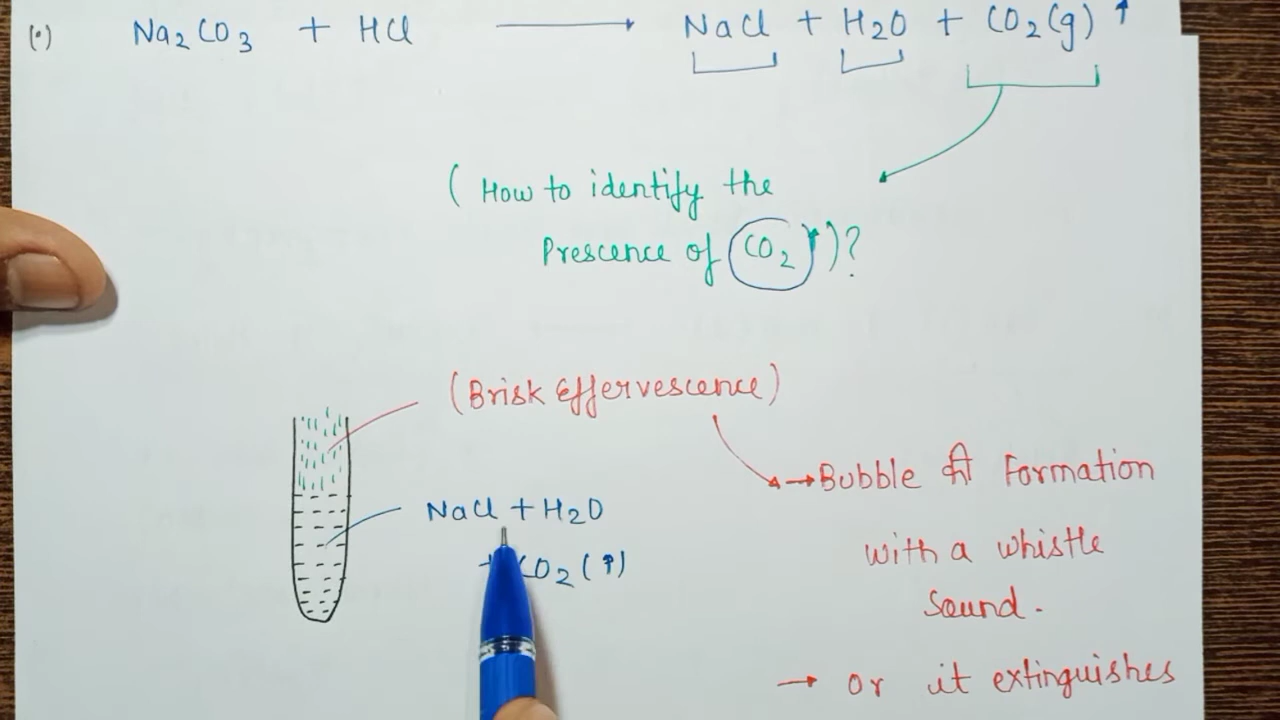 (•) Na2CO3 + HCl ⟶ NaCl + H2O + CO2(g) ↑
( How to identify the
Prescence of (CO2↑)?
(Brisk Effervescence)
→ Bubble की Formation
with a whistle
Sound.
NaCl + H2O
+ CO2(↑)
→ or it extinguishes